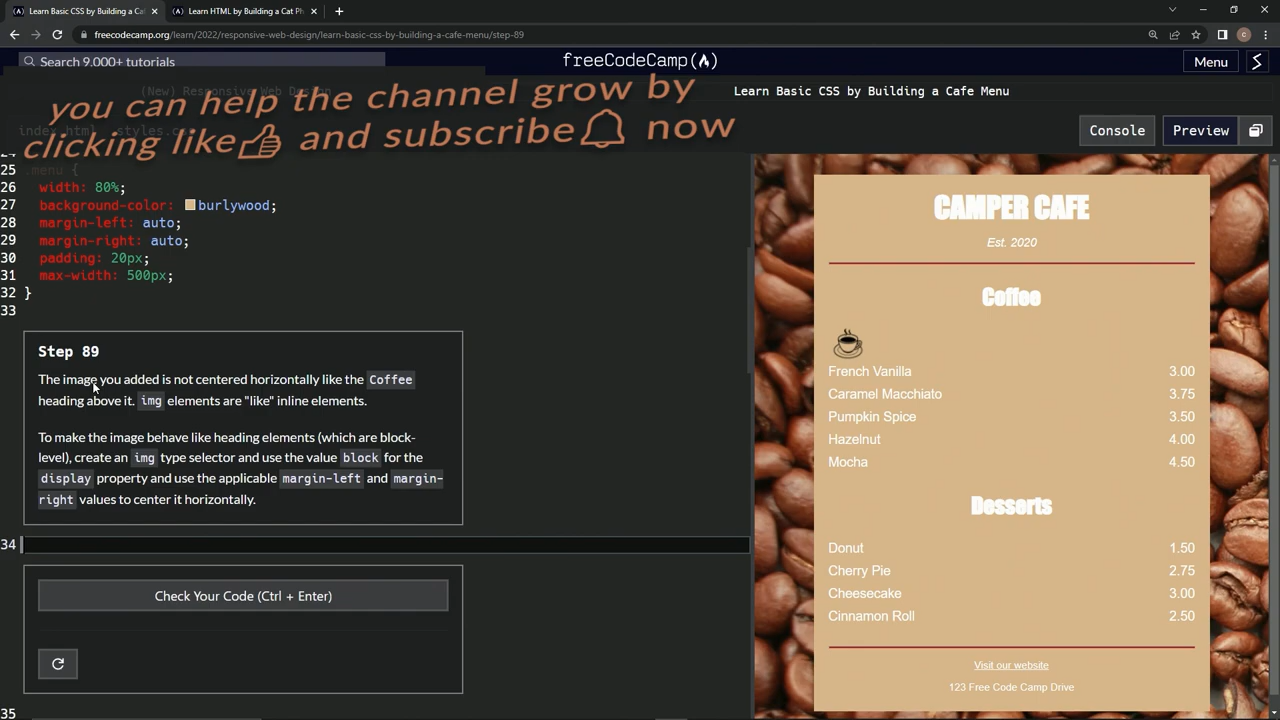 Learn Basic CSS by Building a Ca
Learn HTML by Building a Cat Ph
freecodecamp.org/learn/2022/responsive-web-design/learn-basic-css-by-building-a-cafe-menu/step-89
Search 9,000+ tutorials
freeCodeCamp
Menu
(New) Responsive Web Design
Learn Basic CSS by Building a Cafe Menu
you can help the channel grow by
clicking like and subscribe now
index.html styles.css
Console
Preview
24
25 .menu {
26 width: 80%;
27 background-color: burlywood;
28 margin-left: auto;
29 margin-right: auto;
30 padding: 20px;
31 max-width: 500px;
32 }
33
Step 89
The image you added is not centered horizontally like the Coffee
heading above it. img elements are "like" inline elements.
To make the image behave like heading elements (which are block-
level), create an img type selector and use the value block for the
display property and use the applicable margin-left and margin-
right values to center it horizontally.
34
Check Your Code (Ctrl + Enter)
35
CAMPER CAFE
Est. 2020
Coffee
French Vanilla 3.00
Caramel Macchiato 3.75
Pumpkin Spice 3.50
Hazelnut 4.00
Mocha 4.50
Desserts
Donut 1.50
Cherry Pie 2.75
Cheesecake 3.00
Cinnamon Roll 2.50
Visit our website
123 Free Code Camp Drive